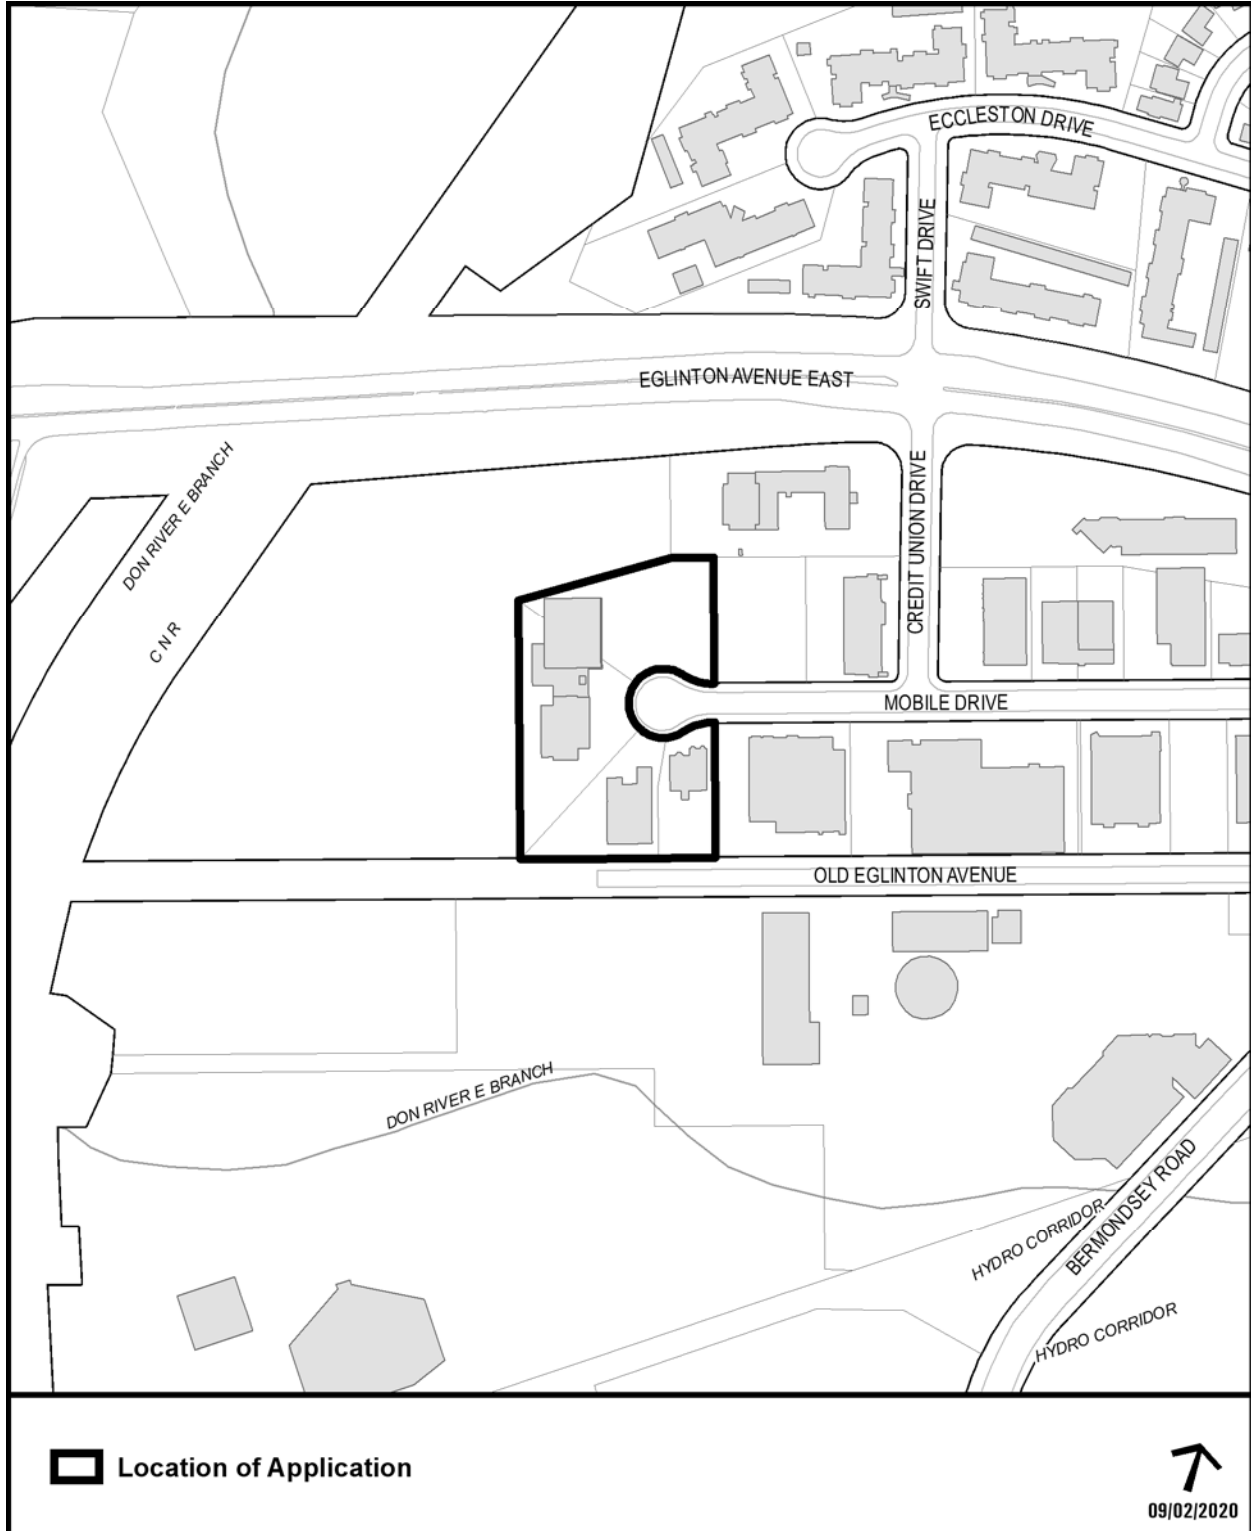 ECCLESTON DRIVE
SWIFT DRIVE
EGLINTON AVENUE EAST
DON RIVER E BRANCH
CREDIT UNION DRIVE
C N R
MOBILE DRIVE
OLD EGLINTON AVENUE
DON RIVER E BRANCH
HYDRO CORRIDOR
BERMONDSEY ROAD
HYDRO CORRIDOR
Location of Application
09/02/2020